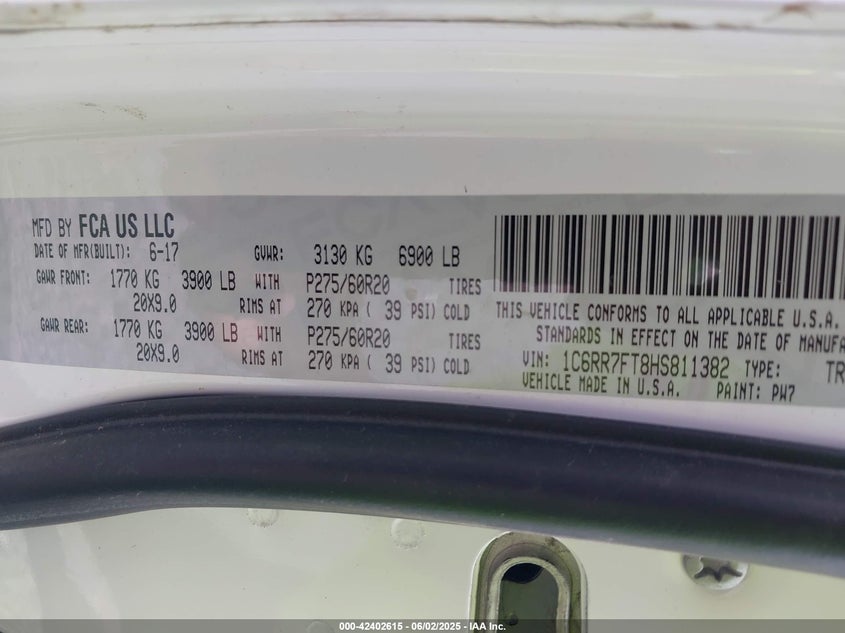 MFD BY FCA US LLC
DATE OF MFR(BUILT): 6-17 GVWR: 3130 KG 6900 LB
GAWR FRONT: 1770 KG 3900 LB WITH P275/60R20 TIRES
20X9.0 RIMS AT 270 KPA ( 39 PSI) COLD
GAWR REAR: 1770 KG 3900 LB WITH P275/60R20 TIRES
20X9.0 RIMS AT 270 KPA ( 39 PSI) COLD
THIS VEHICLE CONFORMS TO ALL APPLICABLE U.S.A.
STANDARDS IN EFFECT ON THE DATE OF MANUFA
VIN: 1C6RR7FT8HS811382 TYPE: TR
VEHICLE MADE IN U.S.A. PAINT: PW7
000-42402615 - 06/02/2025 - IAA Inc.